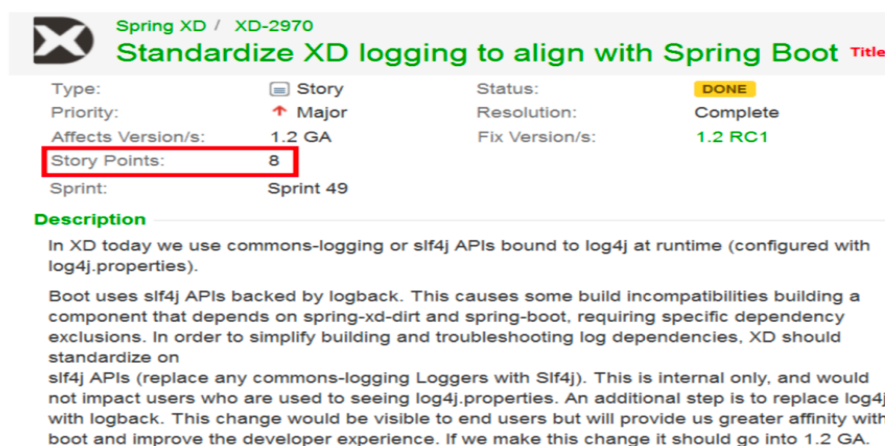 Spring XD / XD-2970
Standardize XD logging to align with Spring Boot Title
Type: Story Status: DONE
Priority: Major Resolution: Complete
Affects Version/s: 1.2 GA Fix Version/s: 1.2 RC1
Story Points: 8
Sprint: Sprint 49
Description
In XD today we use commons-logging or slf4j APIs bound to log4j at runtime (configured with
log4j.properties).
Boot uses slf4j APIs backed by logback. This causes some build incompatibilities building a
component that depends on spring-xd-dirt and spring-boot, requiring specific dependency
exclusions. In order to simplify building and troubleshooting log dependencies, XD should
standardize on
slf4j APIs (replace any commons-logging Loggers with Slf4j). This is internal only, and would
not impact users who are used to seeing log4j.properties. An additional step is to replace log4j
with logback. This change would be visible to end users but will provide us greater affinity with
boot and improve the developer experience. If we make this change it should go into 1.2 GA.